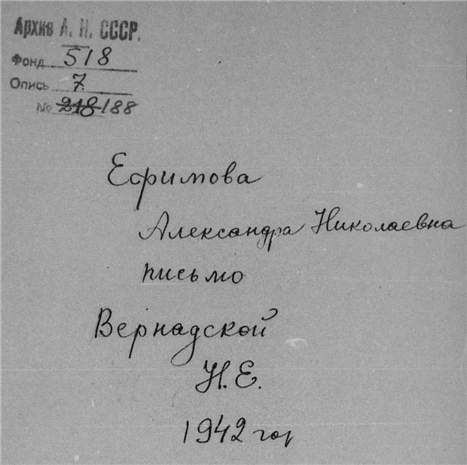 Архив А. Н. СССР.
Фонд 518
Опись 7
№ 218 188
Ефимова
Александра Николаевна
письмо
Вернадской
Н.Е.
1942 год